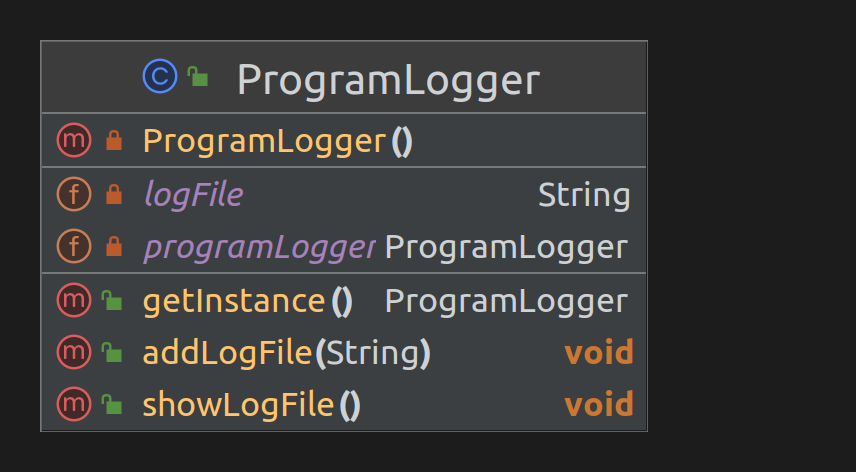 C ProgramLogger
m ProgramLogger()
f logFile String
f programLogger ProgramLogger
m getInstance() ProgramLogger
m addLogFile(String) void
m showLogFile() void